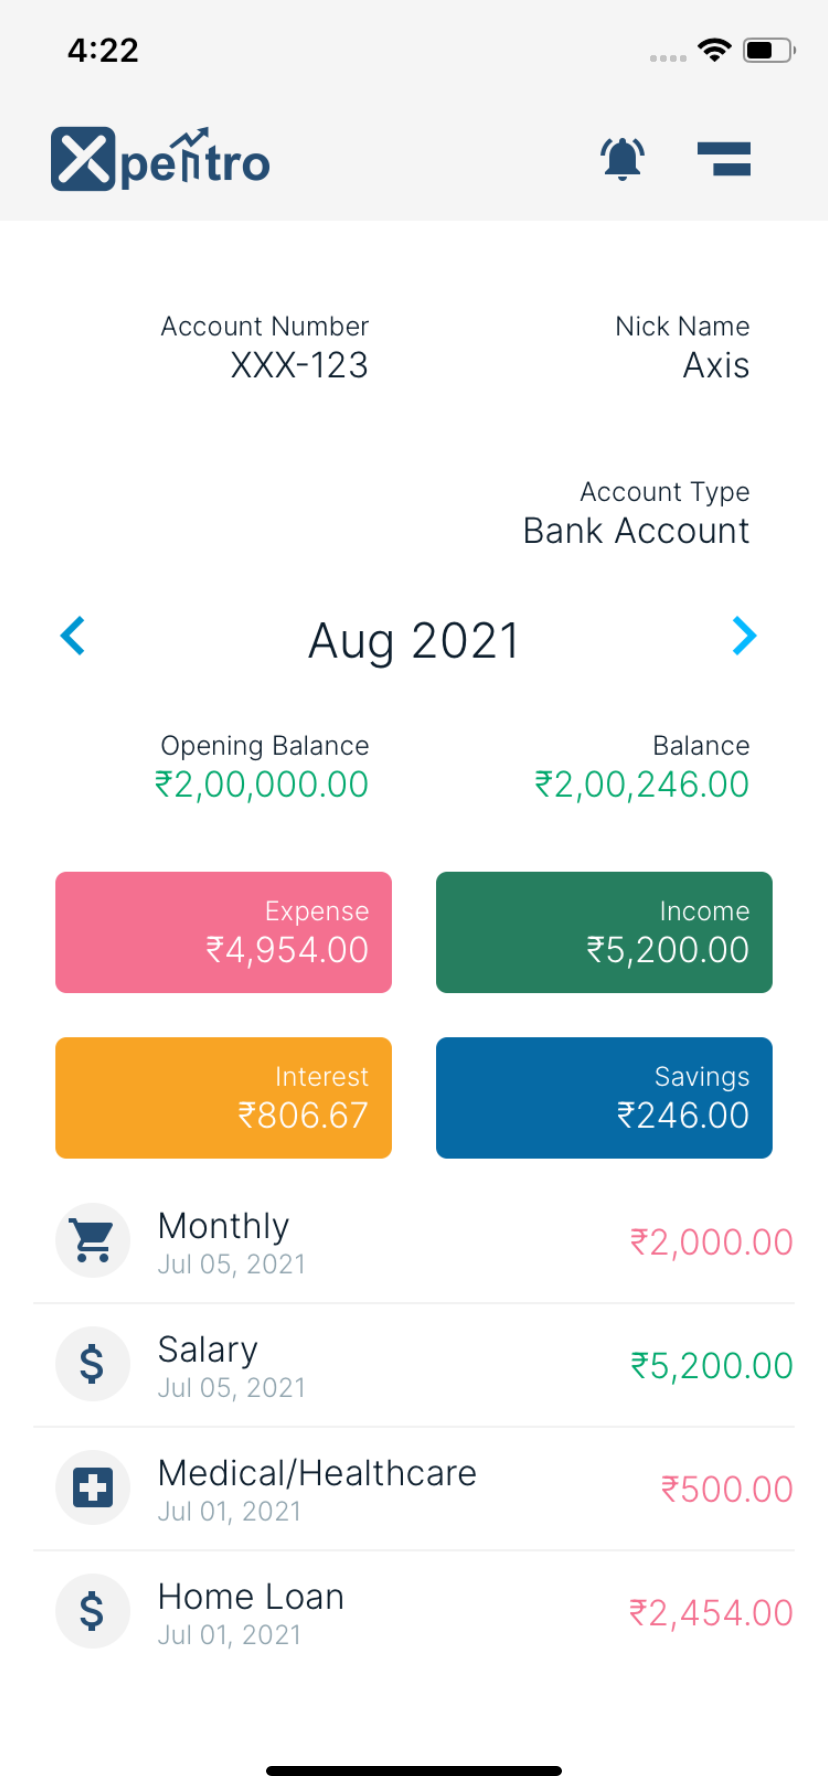 4:22
Xpentro
Account Number
XXX-123
Nick Name
Axis
Account Type
Bank Account
Aug 2021
Opening Balance
₹2,00,000.00
Balance
₹2,00,246.00
Expense
₹4,954.00
Income
₹5,200.00
Interest
₹806.67
Savings
₹246.00
Monthly
Jul 05, 2021
₹2,000.00
Salary
Jul 05, 2021
₹5,200.00
Medical/Healthcare
Jul 01, 2021
₹500.00
Home Loan
Jul 01, 2021
₹2,454.00